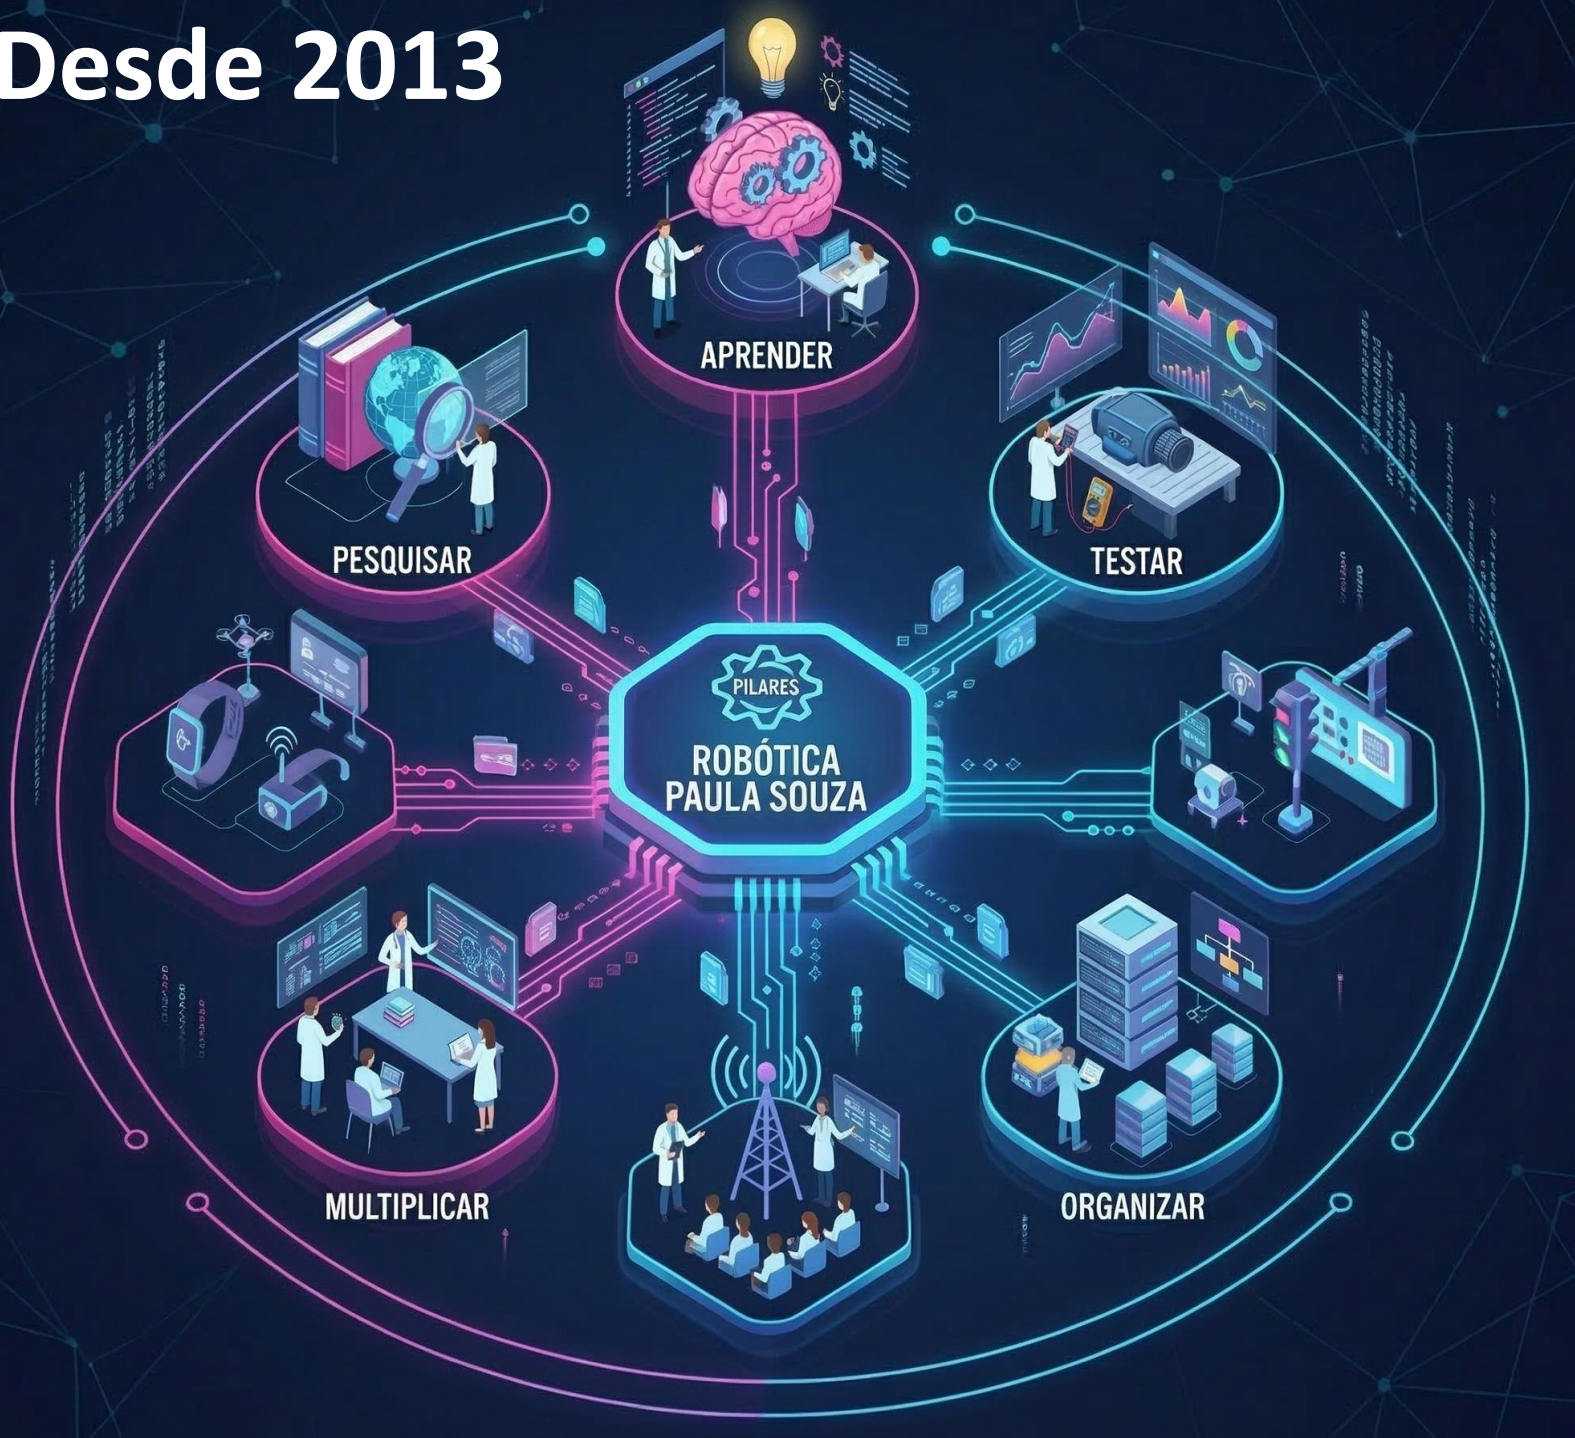 Desde 2013
APRENDER
PESQUISAR
TESTAR
PILARES
ROBÓTICA
PAULA SOUZA
MULTIPLICAR
ORGANIZAR